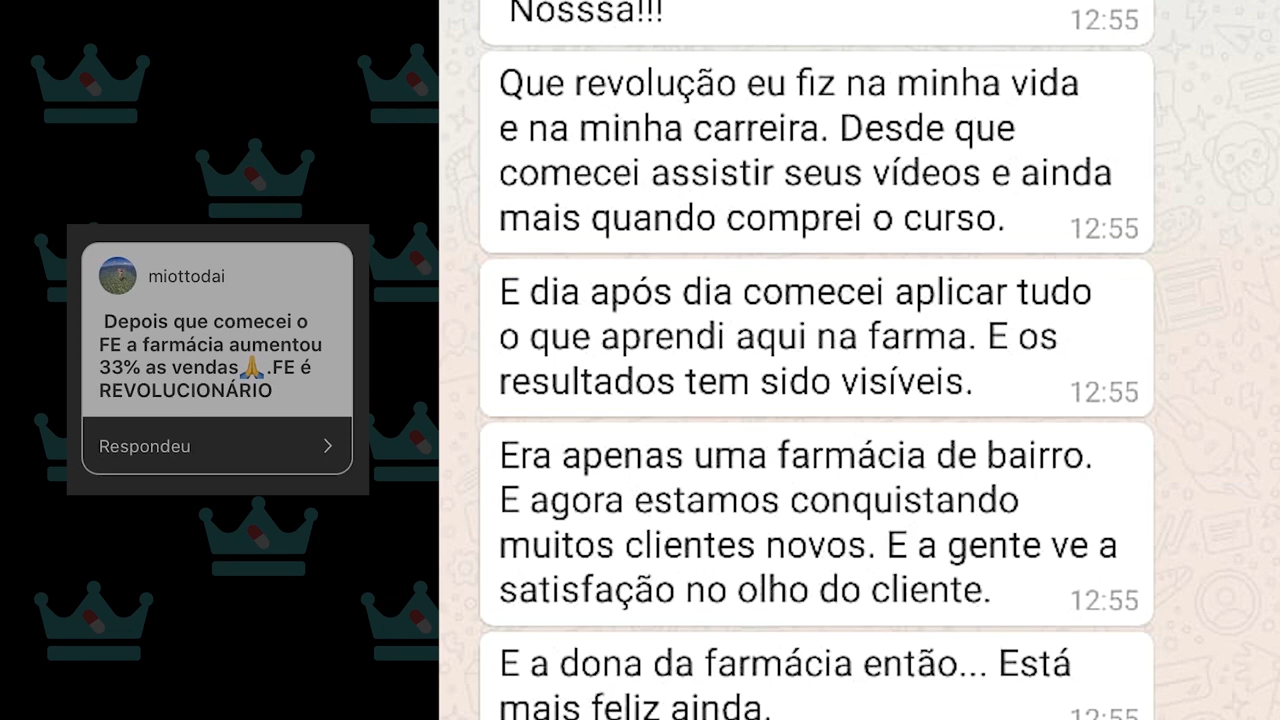 miottodai
Depois que comecei o
FE a farmácia aumentou
33% as vendas🙏.FE é
REVOLUCIONÁRIO
Respondeu
Nosssa!!!
12:55
Que revolução eu fiz na minha vida
e na minha carreira. Desde que
comecei assistir seus vídeos e ainda
mais quando comprei o curso.
12:55
E dia após dia comecei aplicar tudo
o que aprendi aqui na farma. E os
resultados tem sido visíveis.
12:55
Era apenas uma farmácia de bairro.
E agora estamos conquistando
muitos clientes novos. E a gente ve a
satisfação no olho do cliente.
12:55
E a dona da farmácia então... Está
mais feliz ainda.
12:55